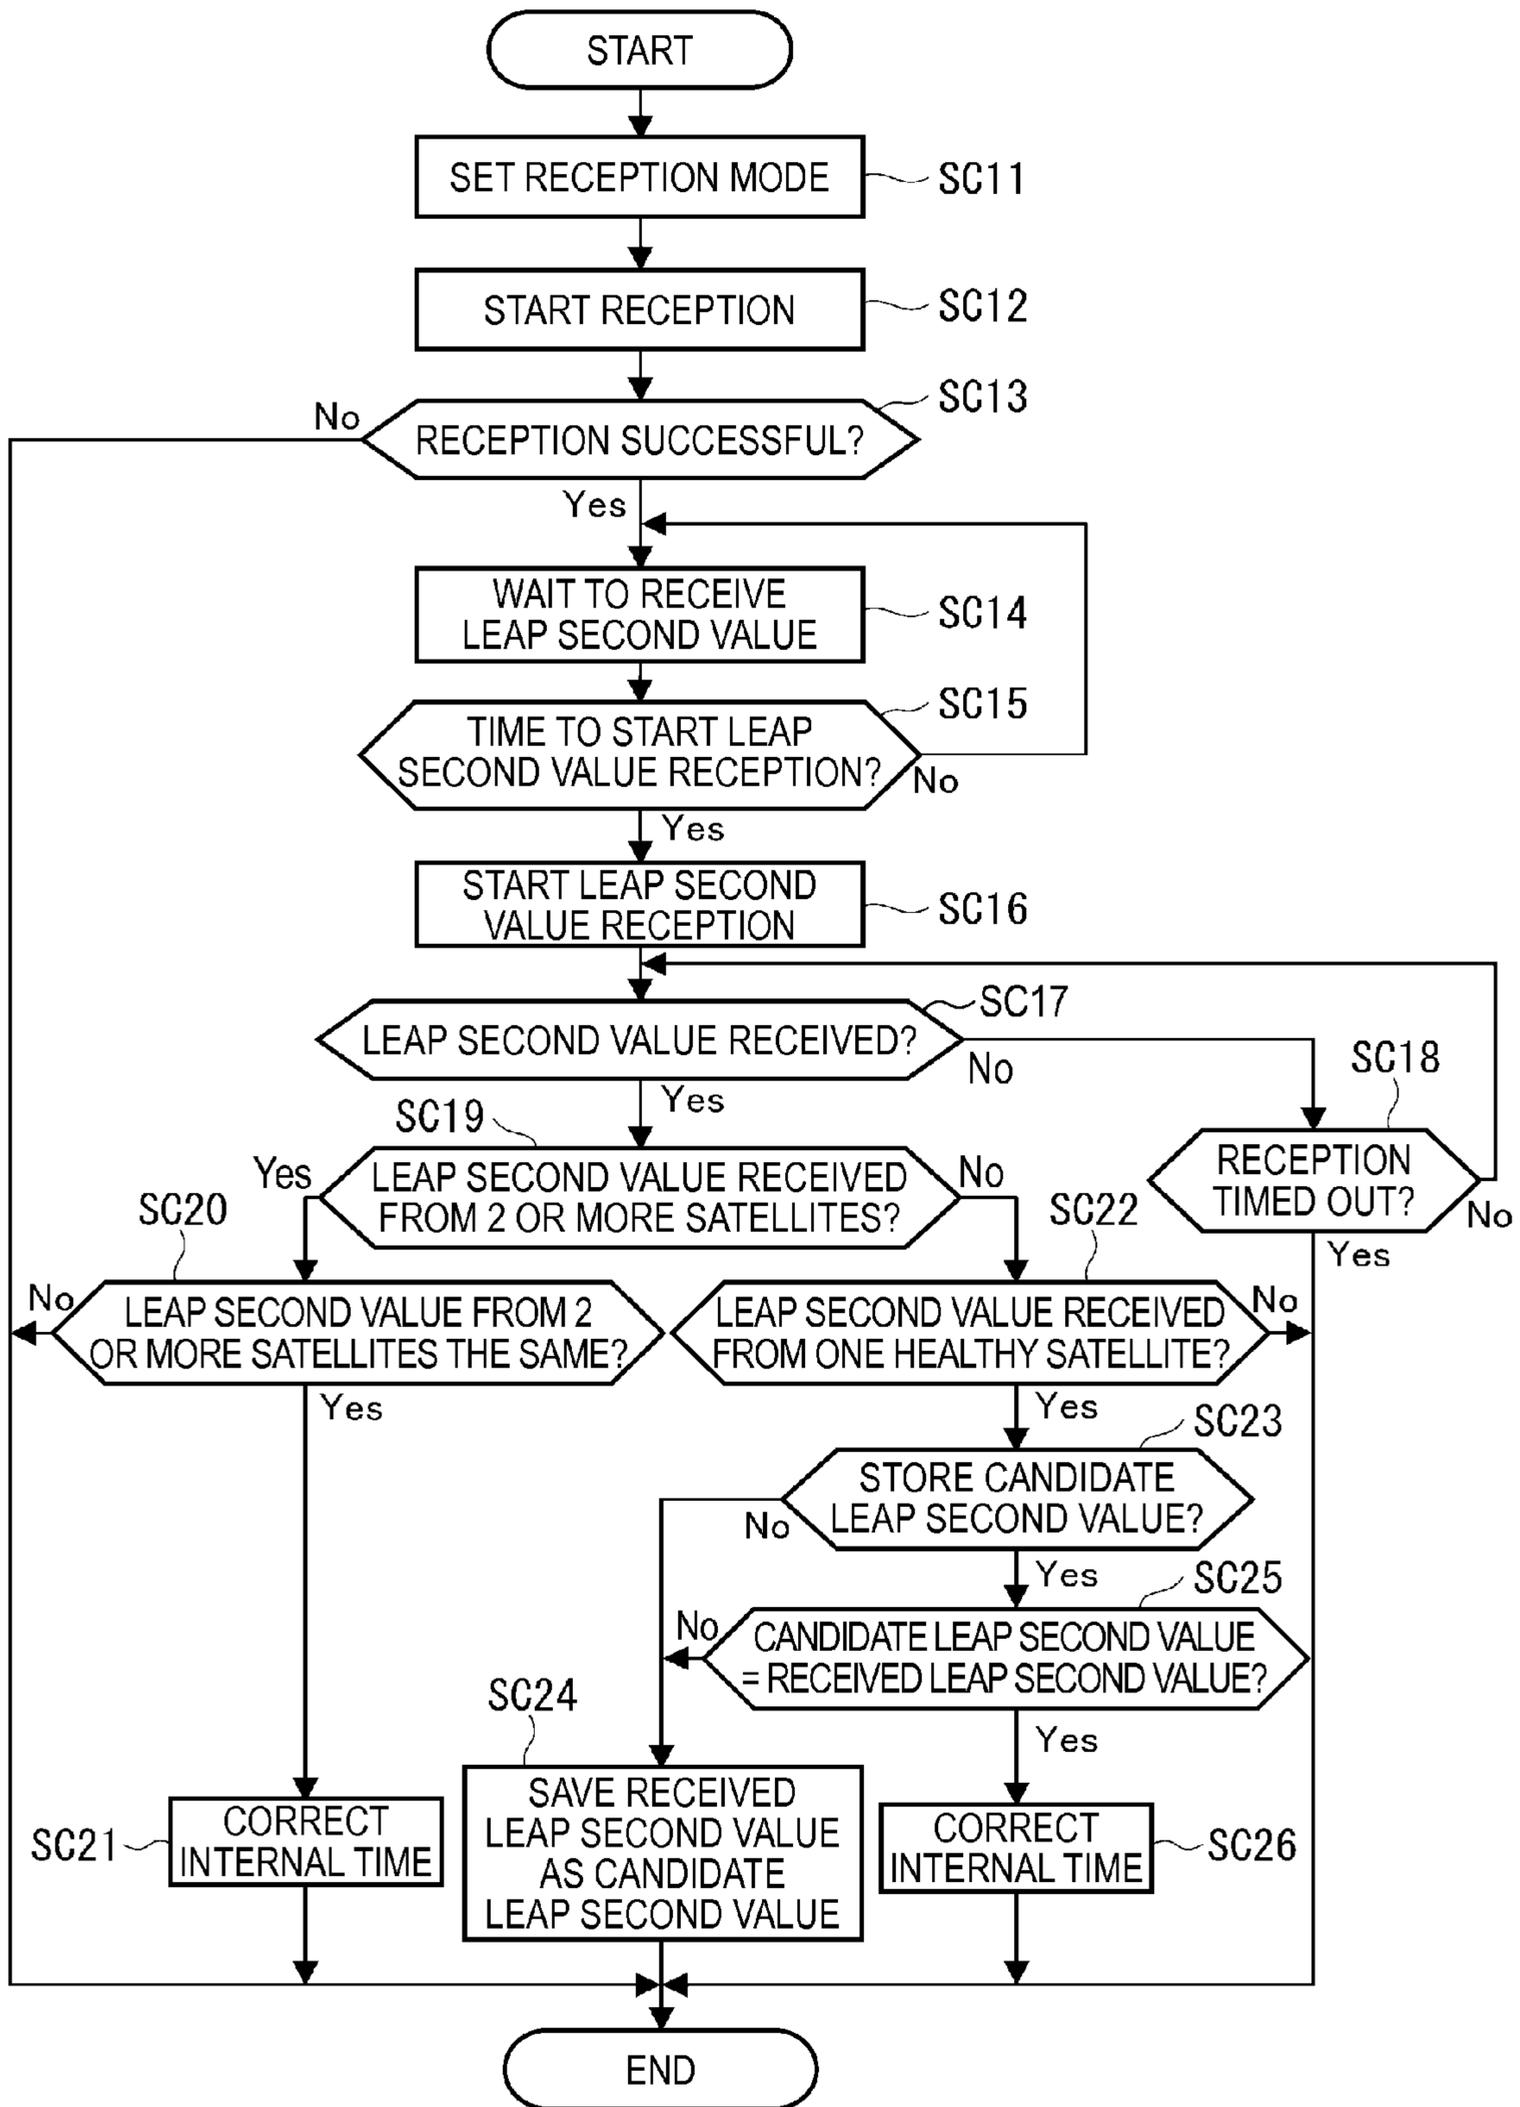 START
SET RECEPTION MODE
SC11
START RECEPTION
SC12
SC13
No
RECEPTION SUCCESSFUL?
Yes
WAIT TO RECEIVE
LEAP SECOND VALUE
SC14
SC15
TIME TO START LEAP
SECOND VALUE RECEPTION?
No
Yes
START LEAP SECOND
VALUE RECEPTION
SC16
SC17
LEAP SECOND VALUE RECEIVED?
No
Yes
SC18
RECEPTION
TIMED OUT?
No
Yes
SC19
Yes
LEAP SECOND VALUE RECEIVED
FROM 2 OR MORE SATELLITES?
No
SC20
No
LEAP SECOND VALUE FROM 2
OR MORE SATELLITES THE SAME?
Yes
SC22
LEAP SECOND VALUE RECEIVED
FROM ONE HEALTHY SATELLITE?
No
Yes
SC23
STORE CANDIDATE
LEAP SECOND VALUE?
No
Yes
SC25
No
CANDIDATE LEAP SECOND VALUE
= RECEIVED LEAP SECOND VALUE?
Yes
SC24
SAVE RECEIVED
LEAP SECOND VALUE
AS CANDIDATE
LEAP SECOND VALUE
SC21
CORRECT
INTERNAL TIME
CORRECT
INTERNAL TIME
SC26
END